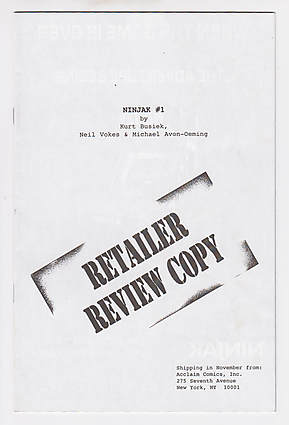 NINJAK #1
by
Kurt Busiek,
Neil Vokes & Michael Avon-Oeming
RETAILER
REVIEW COPY
Shipping in November from:
Acclaim Comics, Inc.
275 Seventh Avenue
New York, NY 10001